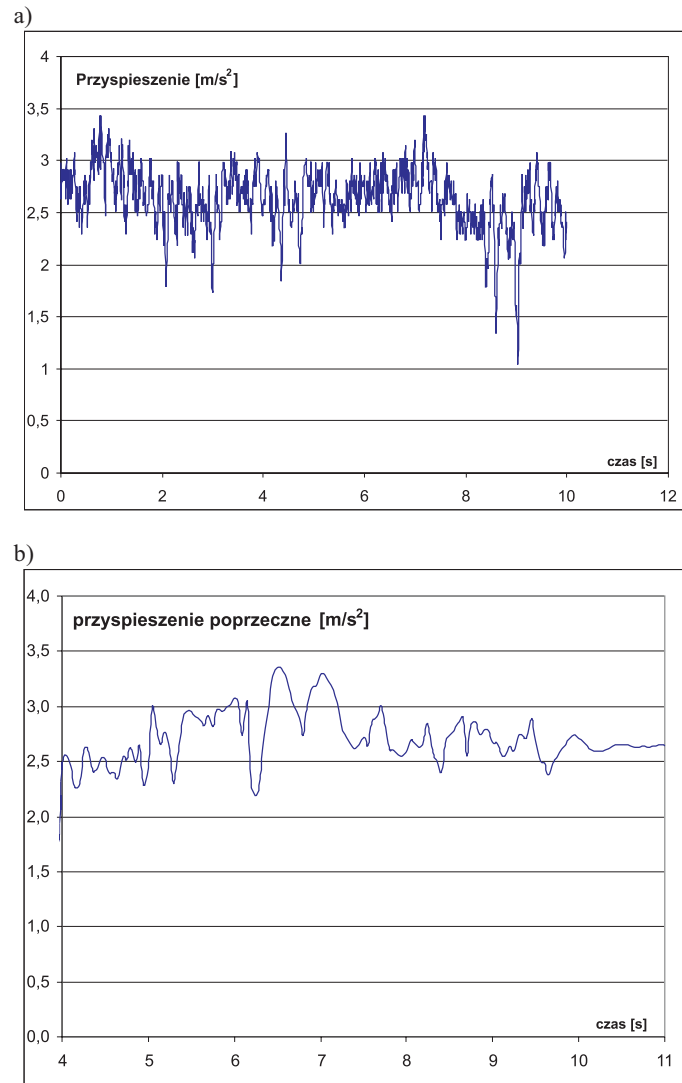 a)
4
Przyspieszenie [m/s²]
3,5
3
2,5
2
1,5
1
0,5
czas [s]
0
0 2 4 6 8 10 12
b)
4,0
przyspieszenie poprzeczne [m/s²]
3,5
3,0
2,5
2,0
1,5
1,0
0,5
czas [s]
0,0
4 5 6 7 8 9 10 11